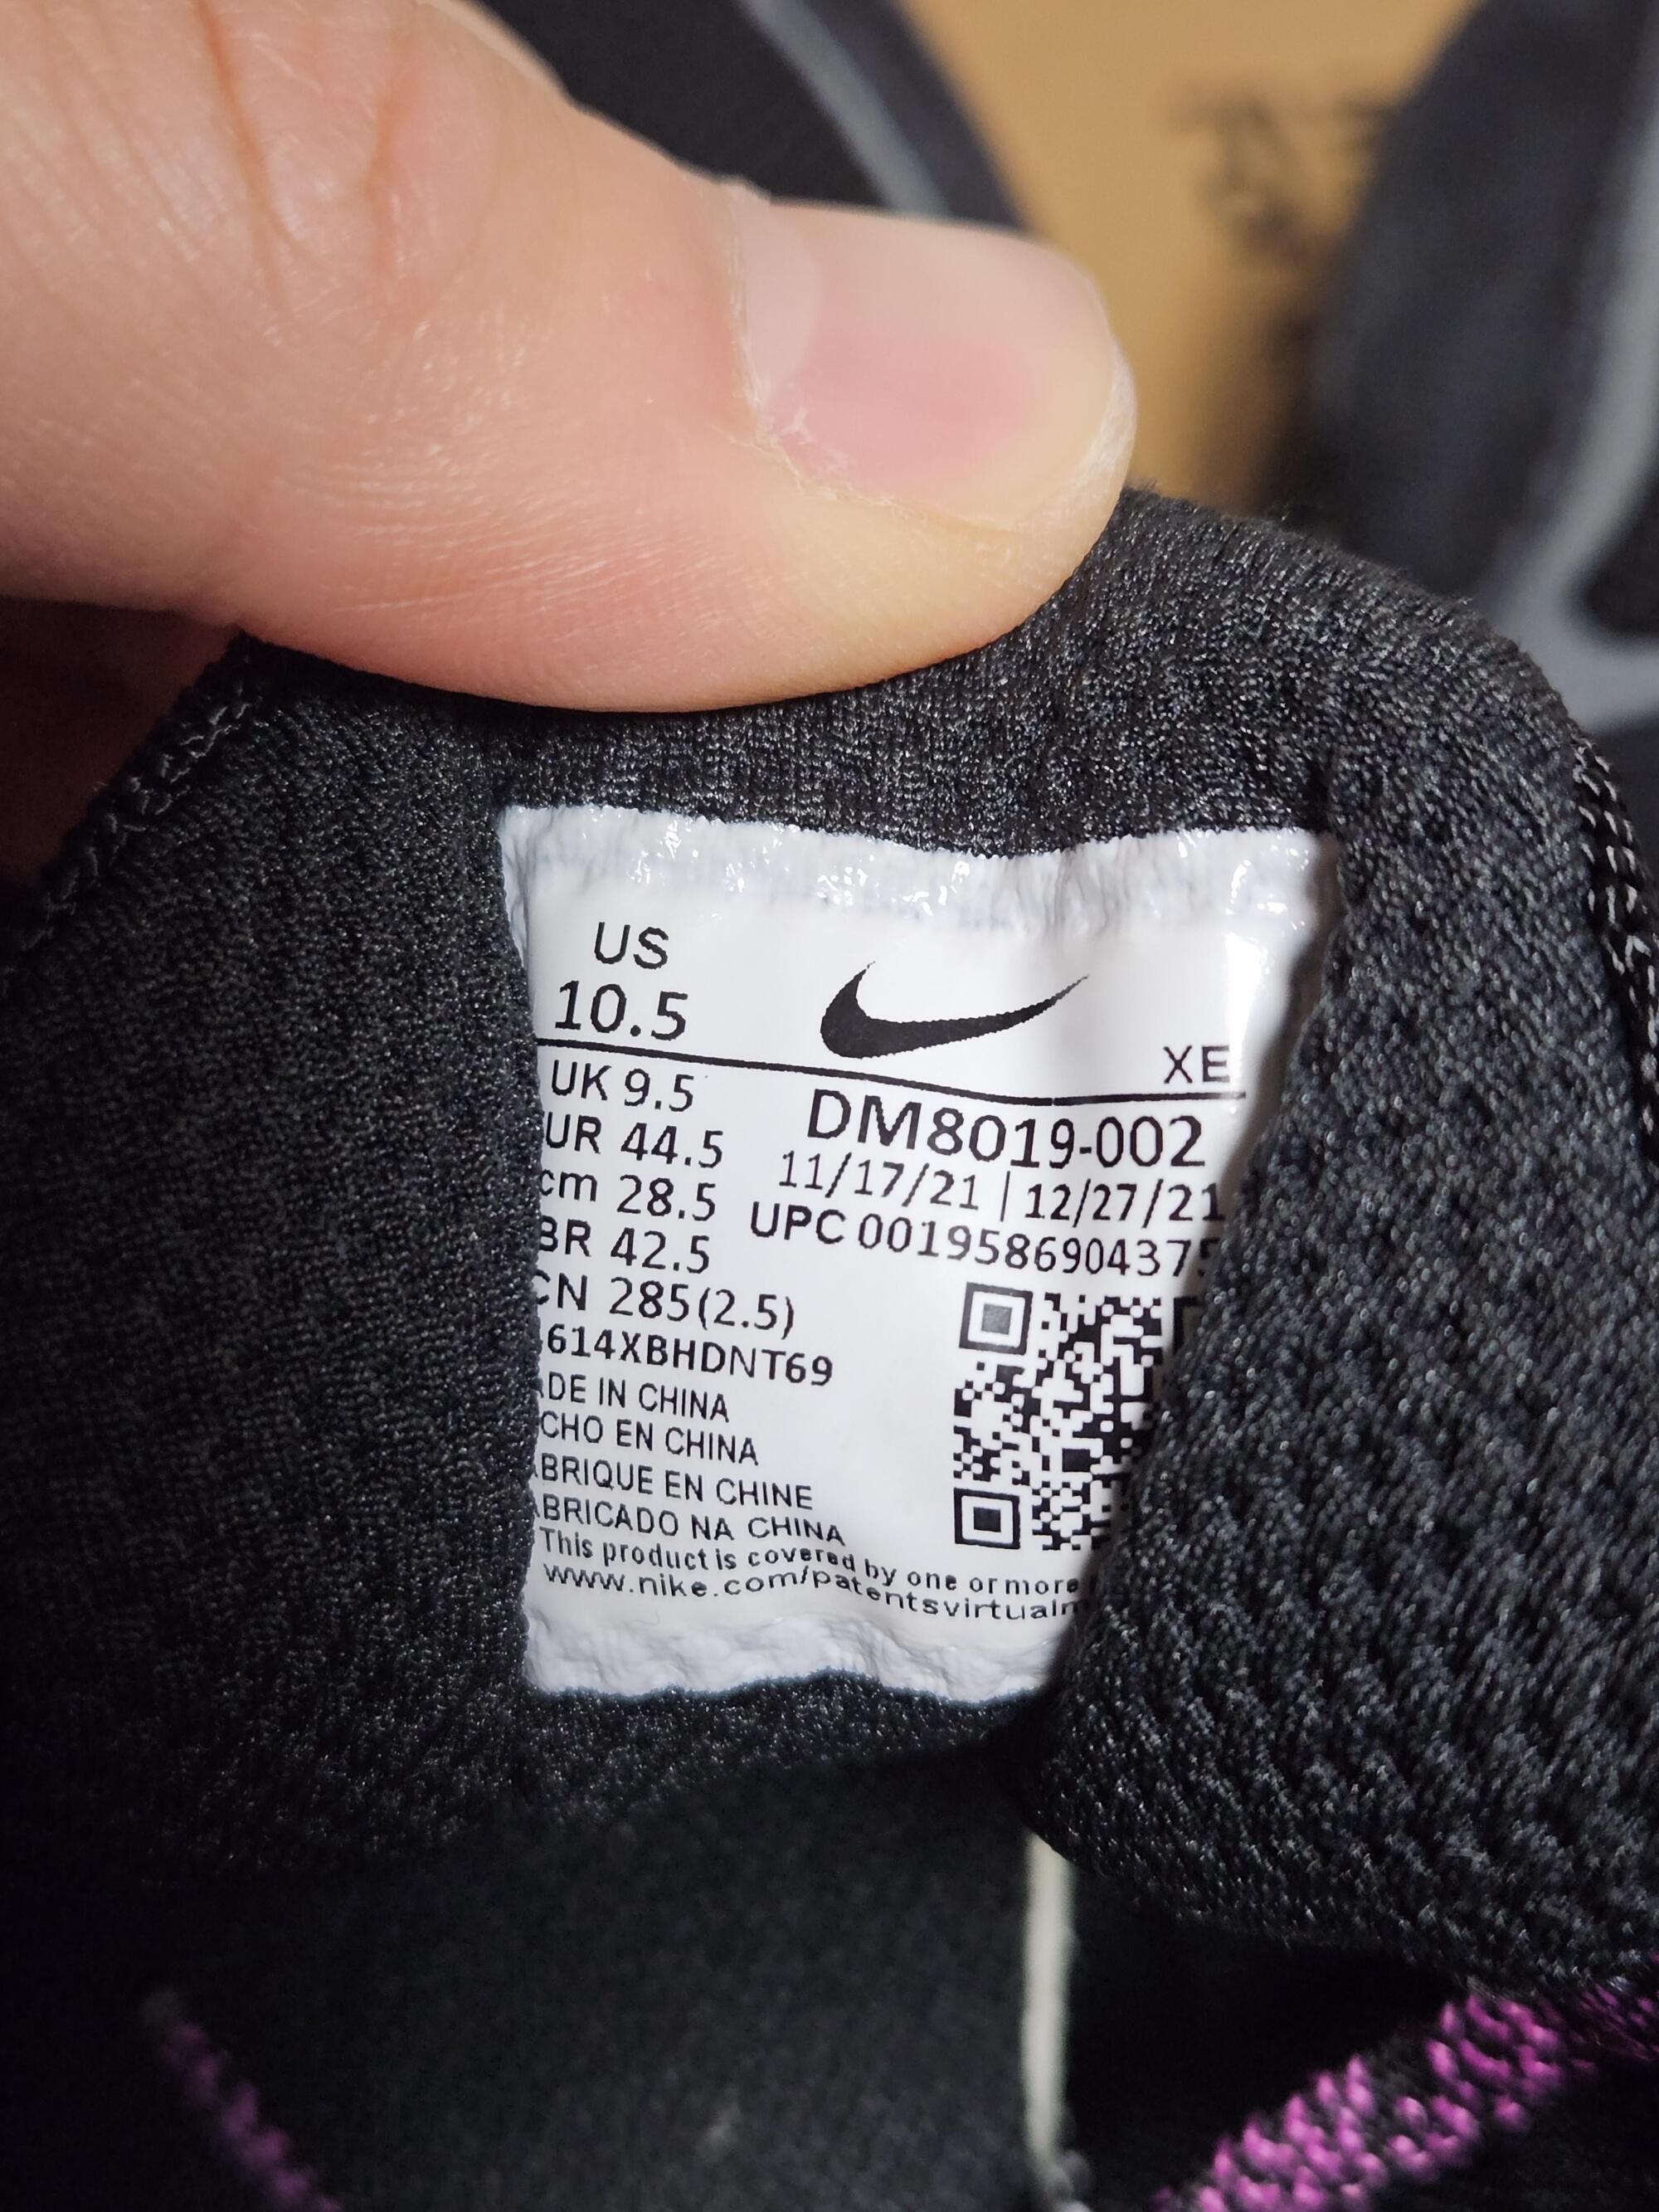 US
10.5
XE
UK 9.5
UR 44.5
cm 28.5
BR 42.5
CN 285(2.5)
614XBHDNT69
DM8019-002
11/17/21 | 12/27/21
UPC 0019586904375
ADE IN CHINA
CHO EN CHINA
ABRIQUE EN CHINE
ABRICADO NA CHINA
This product is covered by one or more
www.nike.com/patentsvirtualm